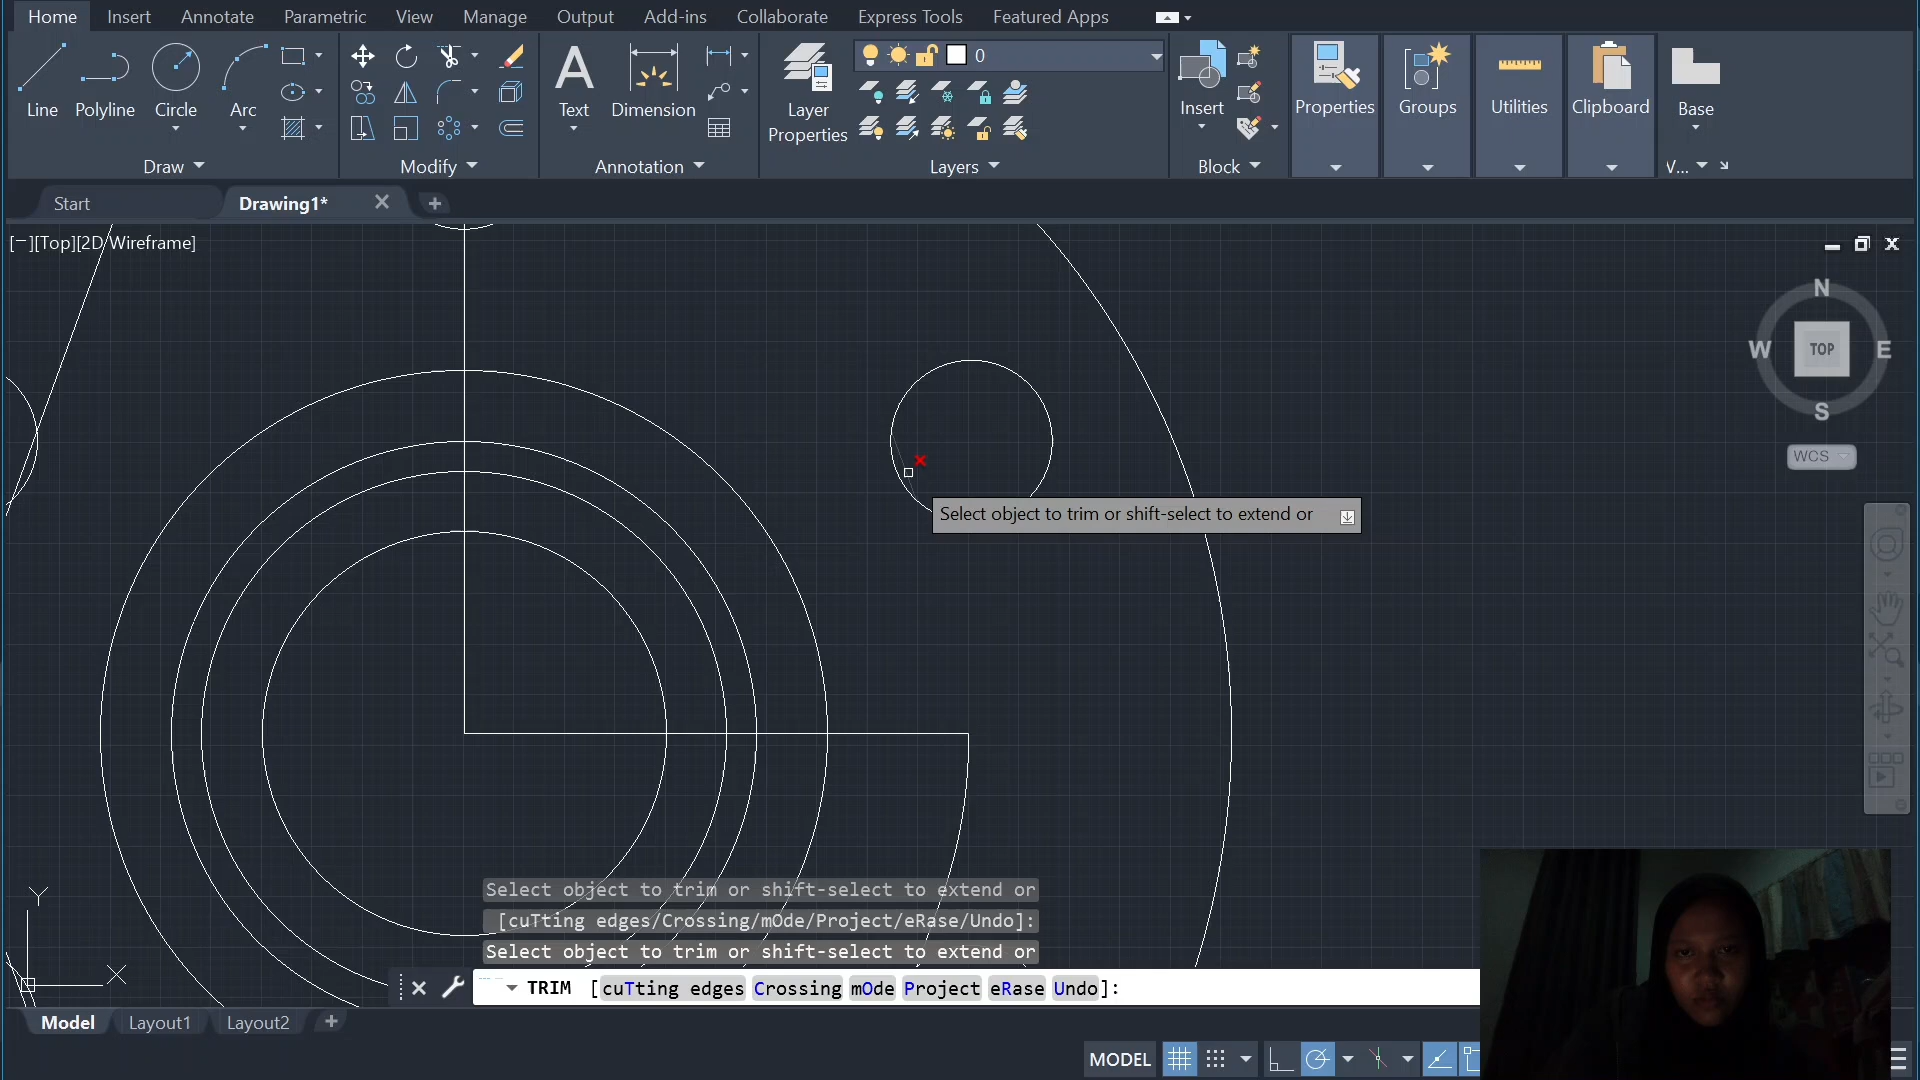 Home Insert Annotate Parametric View Manage Output Add-ins Collaborate Express Tools Featured Apps
0
Line Polyline Circle Arc Text Dimension Layer Properties Insert Properties Groups Utilities Clipboard Base
Draw Modify Annotation Layers Block V...
Start Drawing1*
[−][Top][2D Wireframe]
N
W TOP E
S
WCS
Select object to trim or shift-select to extend or
Y
X
Select object to trim or shift-select to extend or
[cuTting edges/Crossing/mOde/Project/eRase/Undo]:
Select object to trim or shift-select to extend or
TRIM [cuTting edges Crossing mOde Project eRase Undo]:
Model Layout1 Layout2
MODEL